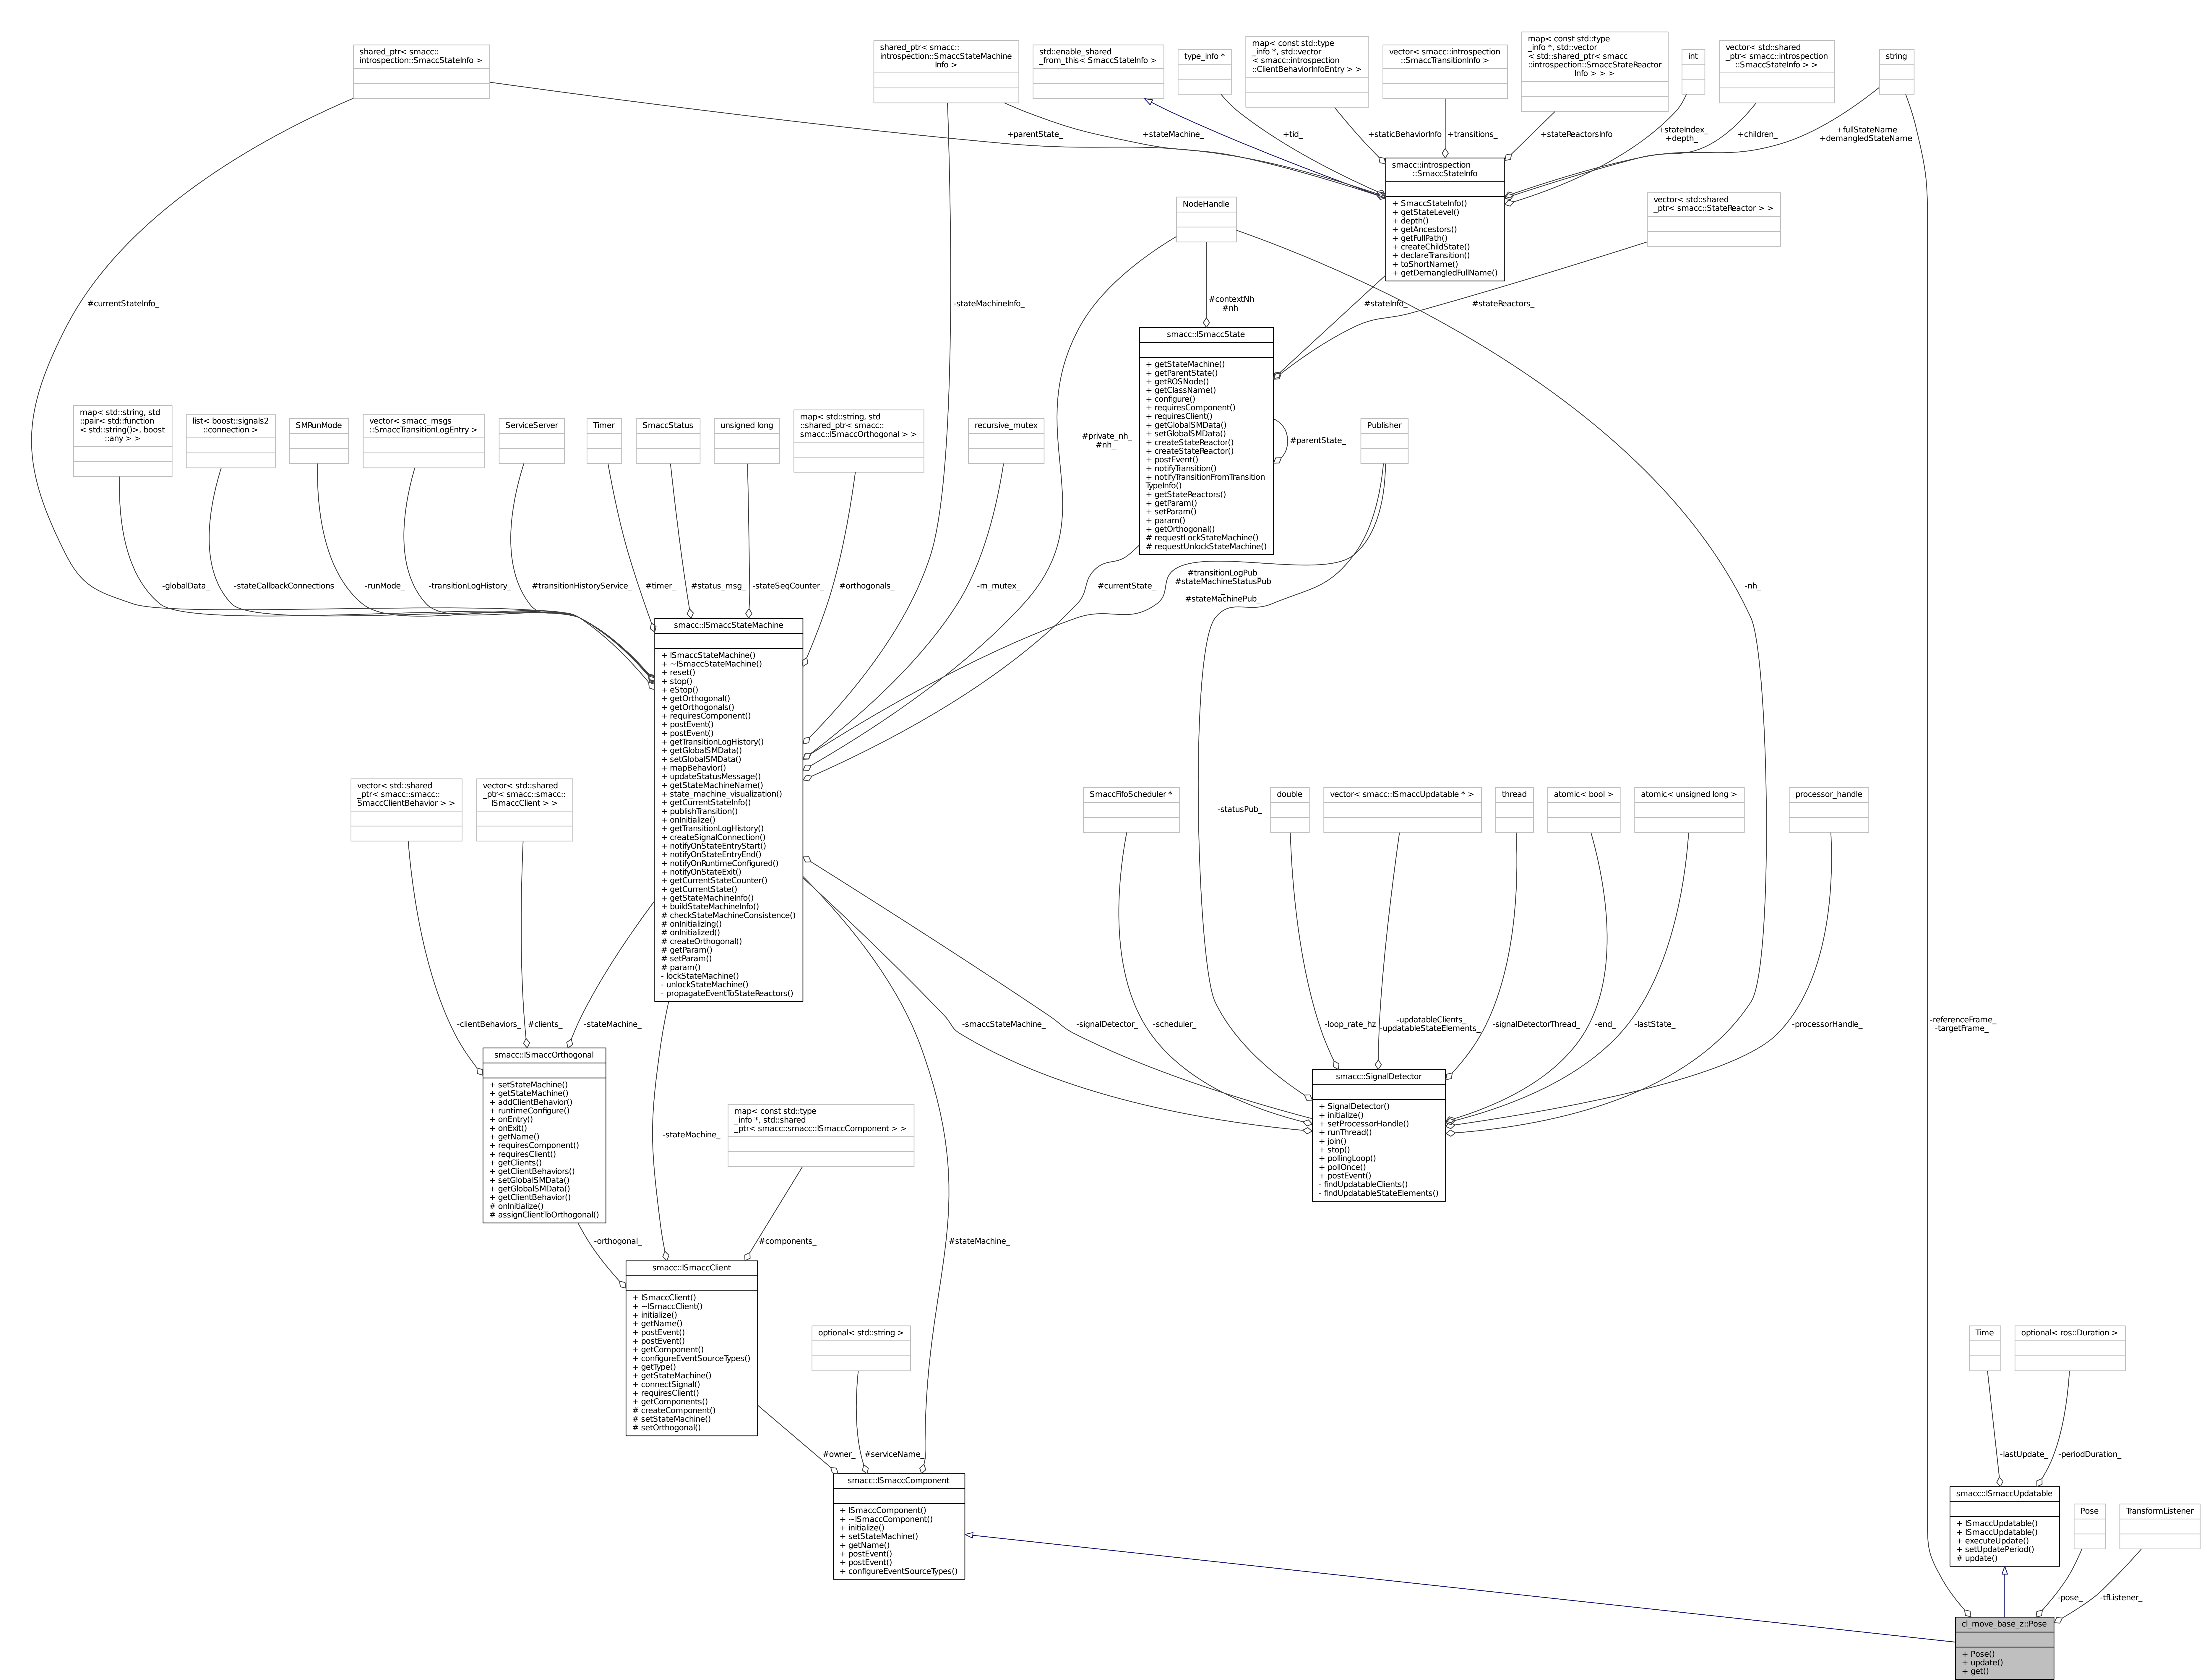 shared_ptr< smacc::
introspection::SmaccStateInfo >
shared_ptr< smacc::
introspection::SmaccStateMachine
Info >
std::enable_shared
_from_this< SmaccStateInfo >
type_info *
map< const std::type
_info *, std::vector
< smacc::introspection
::ClientBehaviorInfoEntry > >
vector< smacc::introspection
::SmaccTransitionInfo >
map< const std::type
_info *, std::vector
< std::shared_ptr< smacc
::introspection::SmaccStateReactor
Info > > >
int
vector< std::shared
_ptr< smacc::introspection
::SmaccStateInfo > >
string
+parentState_
+stateMachine_
+tid_
+staticBehaviorInfo
+transitions_
+stateReactorsInfo
+stateIndex_
+depth_
+children_
+fullStateName
+demangledStateName
smacc::introspection
::SmaccStateInfo
+ SmaccStateInfo()
+ getStateLevel()
+ depth()
+ getAncestors()
+ getFullPath()
+ createChildState()
+ declareTransition()
+ toShortName()
+ getDemangledFullName()
NodeHandle
vector< std::shared
_ptr< smacc::StateReactor > >
#currentStateInfo_
-stateMachineInfo_
#contextNh
#nh
#stateInfo_
#stateReactors_
smacc::ISmaccState
+ getStateMachine()
+ getParentState()
+ getROSNode()
+ getClassName()
+ configure()
+ requiresComponent()
+ requiresClient()
+ getGlobalSMData()
+ setGlobalSMData()
+ createStateReactor()
+ createStateReactor()
+ postEvent()
+ notifyTransition()
+ notifyTransitionFromTransition
TypeInfo()
+ getStateReactors()
+ getParam()
+ setParam()
+ param()
+ getOrthogonal()
# requestLockStateMachine()
# requestUnlockStateMachine()
#parentState_
map< std::string, std
::pair< std::function
< std::string()>, boost
::any > >
list< boost::signals2
::connection >
SMRunMode
vector< smacc_msgs
::SmaccTransitionLogEntry >
ServiceServer
Timer
SmaccStatus
unsigned long
map< std::string, std
::shared_ptr< smacc::
smacc::ISmaccOrthogonal > >
recursive_mutex
#private_nh_
#nh_
Publisher
-globalData_
-stateCallbackConnections
-runMode_
-transitionLogHistory_
#transitionHistoryService_
#timer_
#status_msg_
-stateSeqCounter_
#orthogonals_
-m_mutex_
#currentState_
#transitionLogPub_
#stateMachineStatusPub
_
#stateMachinePub_
-nh_
smacc::ISmaccStateMachine
+ ISmaccStateMachine()
+ ~ISmaccStateMachine()
+ reset()
+ stop()
+ eStop()
+ getOrthogonal()
+ getOrthogonals()
+ requiresComponent()
+ postEvent()
+ postEvent()
+ getTransitionLogHistory()
+ getGlobalSMData()
+ setGlobalSMData()
+ mapBehavior()
+ updateStatusMessage()
+ getStateMachineName()
+ state_machine_visualization()
+ getCurrentStateInfo()
+ publishTransition()
+ onInitialize()
+ getTransitionLogHistory()
+ createSignalConnection()
+ notifyOnStateEntryStart()
+ notifyOnStateEntryEnd()
+ notifyOnRuntimeConfigured()
+ notifyOnStateExit()
+ getCurrentStateCounter()
+ getCurrentState()
+ getStateMachineInfo()
+ buildStateMachineInfo()
# checkStateMachineConsistence()
# onInitializing()
# onInitialized()
# createOrthogonal()
# getParam()
# setParam()
# param()
- lockStateMachine()
- unlockStateMachine()
- propagateEventToStateReactors()
vector< std::shared
_ptr< smacc::smacc::
SmaccClientBehavior > >
vector< std::shared
_ptr< smacc::smacc::
ISmaccClient > >
SmaccFifoScheduler *
-statusPub_
double
vector< smacc::ISmaccUpdatable * >
thread
atomic< bool >
atomic< unsigned long >
processor_handle
-clientBehaviors_
#clients_
-stateMachine_
-smaccStateMachine_
-signalDetector_
-scheduler_
-loop_rate_hz
-updatableClients_
-updatableStateElements_
-signalDetectorThread_
-end_
-lastState_
-processorHandle_
-referenceFrame_
-targetFrame_
smacc::ISmaccOrthogonal
+ setStateMachine()
+ getStateMachine()
+ addClientBehavior()
+ runtimeConfigure()
+ onEntry()
+ onExit()
+ getName()
+ requiresComponent()
+ requiresClient()
+ getClients()
+ getClientBehaviors()
+ setGlobalSMData()
+ getGlobalSMData()
+ getClientBehavior()
# onInitialize()
# assignClientToOrthogonal()
smacc::SignalDetector
+ SignalDetector()
+ initialize()
+ setProcessorHandle()
+ runThread()
+ join()
+ stop()
+ pollingLoop()
+ pollOnce()
+ postEvent()
- findUpdatableClients()
- findUpdatableStateElements()
map< const std::type
_info *, std::shared
_ptr< smacc::smacc::ISmaccComponent > >
-stateMachine_
-orthogonal_
#components_
#stateMachine_
smacc::ISmaccClient
+ ISmaccClient()
+ ~ISmaccClient()
+ initialize()
+ getName()
+ postEvent()
+ postEvent()
+ getComponent()
+ configureEventSourceTypes()
+ getType()
+ getStateMachine()
+ connectSignal()
+ requiresClient()
+ getComponents()
# createComponent()
# setStateMachine()
# setOrthogonal()
optional< std::string >
Time
optional< ros::Duration >
#owner_
#serviceName_
-lastUpdate_
-periodDuration_
smacc::ISmaccComponent
+ ISmaccComponent()
+ ~ISmaccComponent()
+ initialize()
+ setStateMachine()
+ getName()
+ postEvent()
+ postEvent()
+ configureEventSourceTypes()
smacc::ISmaccUpdatable
+ ISmaccUpdatable()
+ ISmaccUpdatable()
+ executeUpdate()
+ setUpdatePeriod()
# update()
Pose
TransformListener
-pose_
-tfListener_
cl_move_base_z::Pose
+ Pose()
+ update()
+ get()